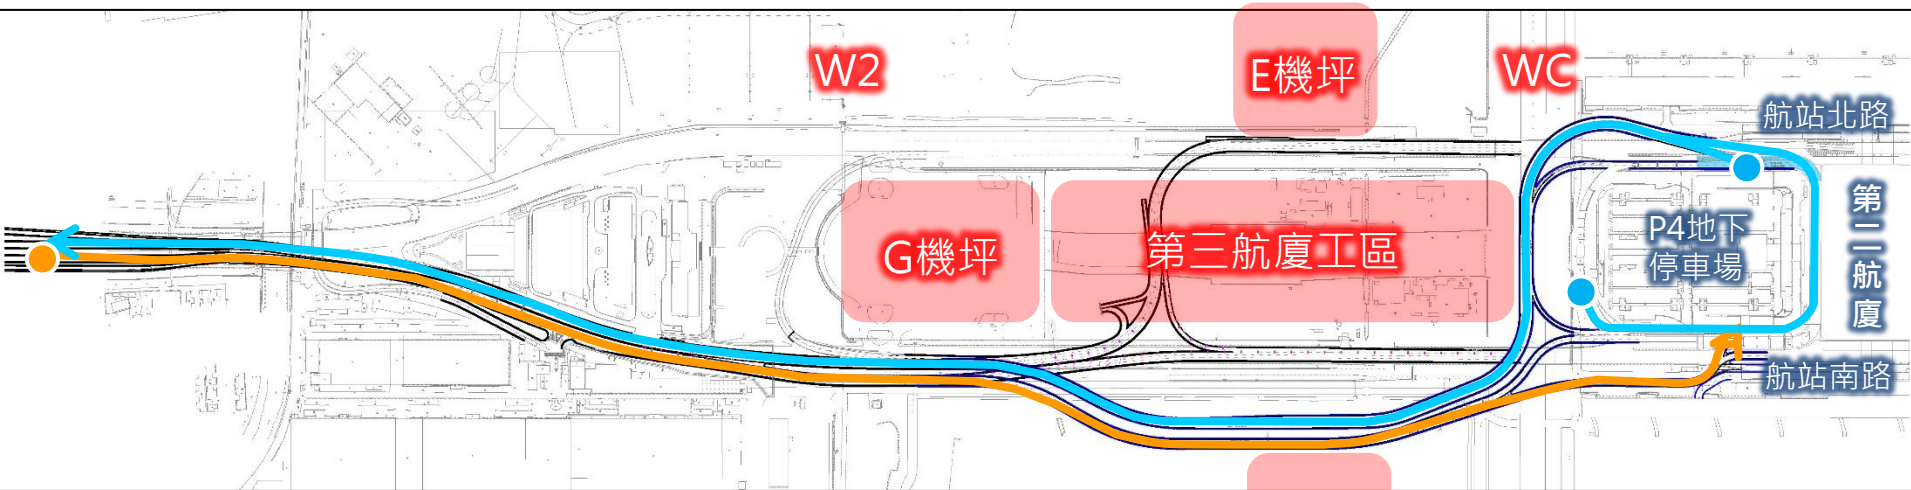 W2
E機坪
WC
航站北路
G機坪
第三航廈工區
P4地下
停車場
第二航廈
航站南路